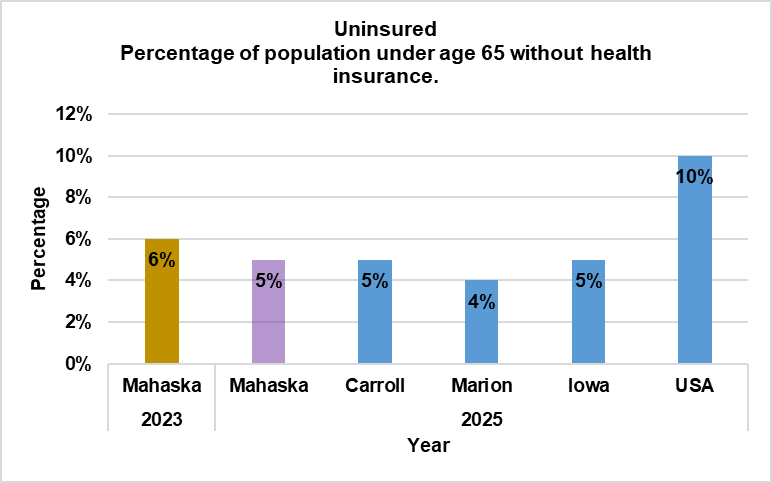 Uninsured
Percentage of population under age 65 without health
insurance.
12%
10%
8%
6%
4%
2%
0%
Percentage
6%
5%
5%
4%
5%
10%
Mahaska
Mahaska
Carroll
Marion
Iowa
USA
2023
2025
Year